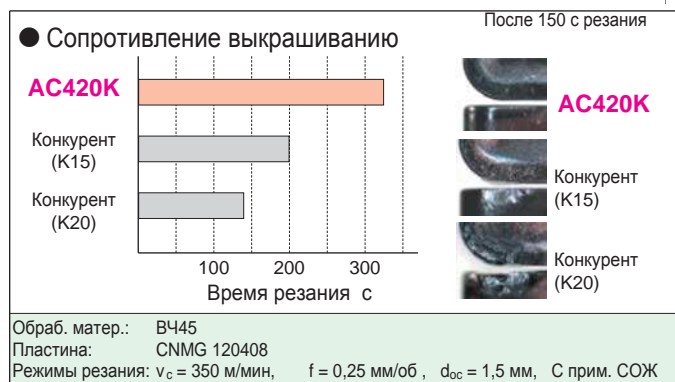 После 150 с резания
● Сопротивление выкрашиванию
AC420K
Конкурент
(K15)
Конкурент
(K20)
100 200 300
Время резания с
AC420K
Конкурент
(K15)
Конкурент
(K20)
Обраб. матер.: ВЧ45
Пластина: CNMG 120408
Режимы резания: vc = 350 м/мин, f = 0,25 мм/об , doc = 1,5 мм, С прим. СОЖ